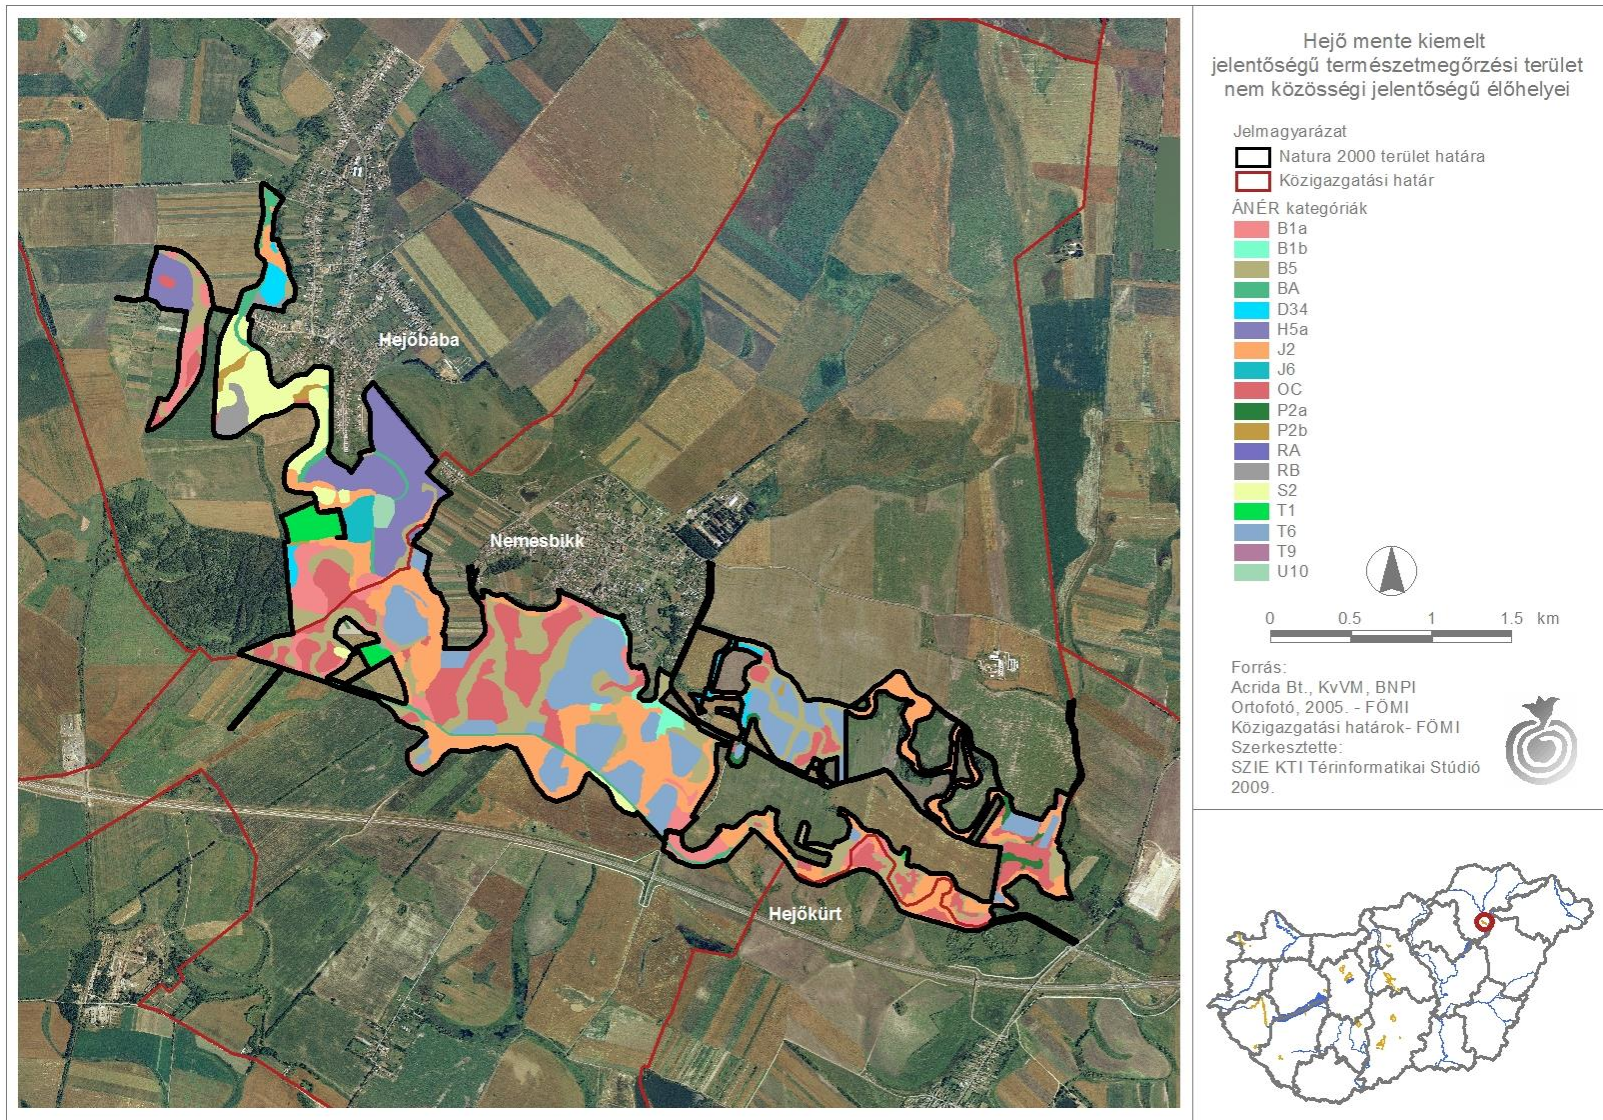 Hejő mente kiemelt
jelentőségű természetmegőrzési terület
nem közösségi jelentőségű élőhelyei
Jelmagyarázat
Natura 2000 terület határa
Közigazgatási határ
ÁNÉR kategóriák
B1a
B1b
B5
BA
D34
H5a
J2
J6
OC
P2a
P2b
RA
RB
S2
T1
T6
T9
U10
0 0.5 1 1.5 km
Forrás:
Acrida Bt., KvVM, BNPI
Ortofotó, 2005. - FÖMI
Közigazgatási határok- FÖMI
Szerkesztette:
SZIE KTI Térinformatikai Stúdió
2009.
Hejőbába
Nemesbikk
Hejőkürt